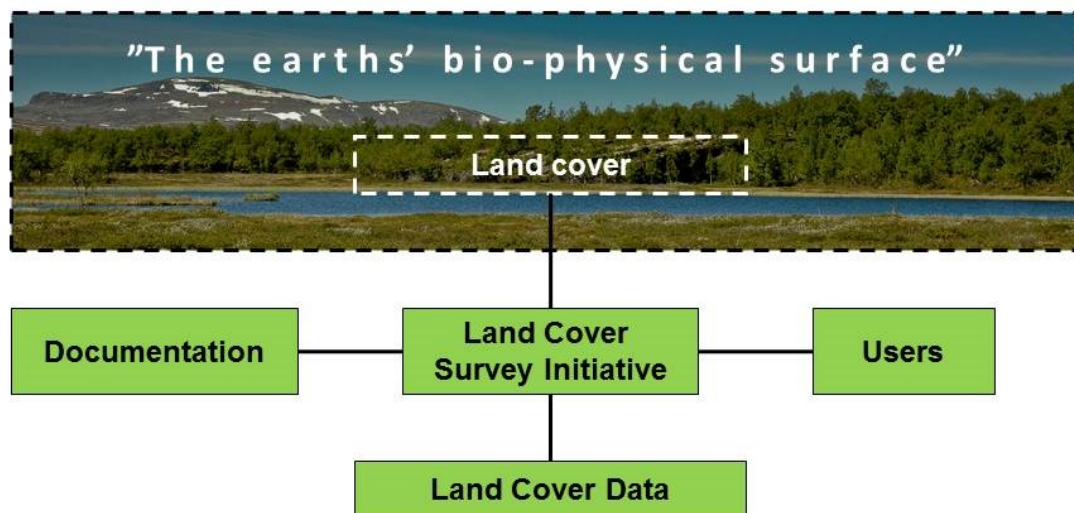 "The earths' bio-physical surface"
Land cover
Documentation
Land Cover
Survey Initiative
Users
Land Cover Data